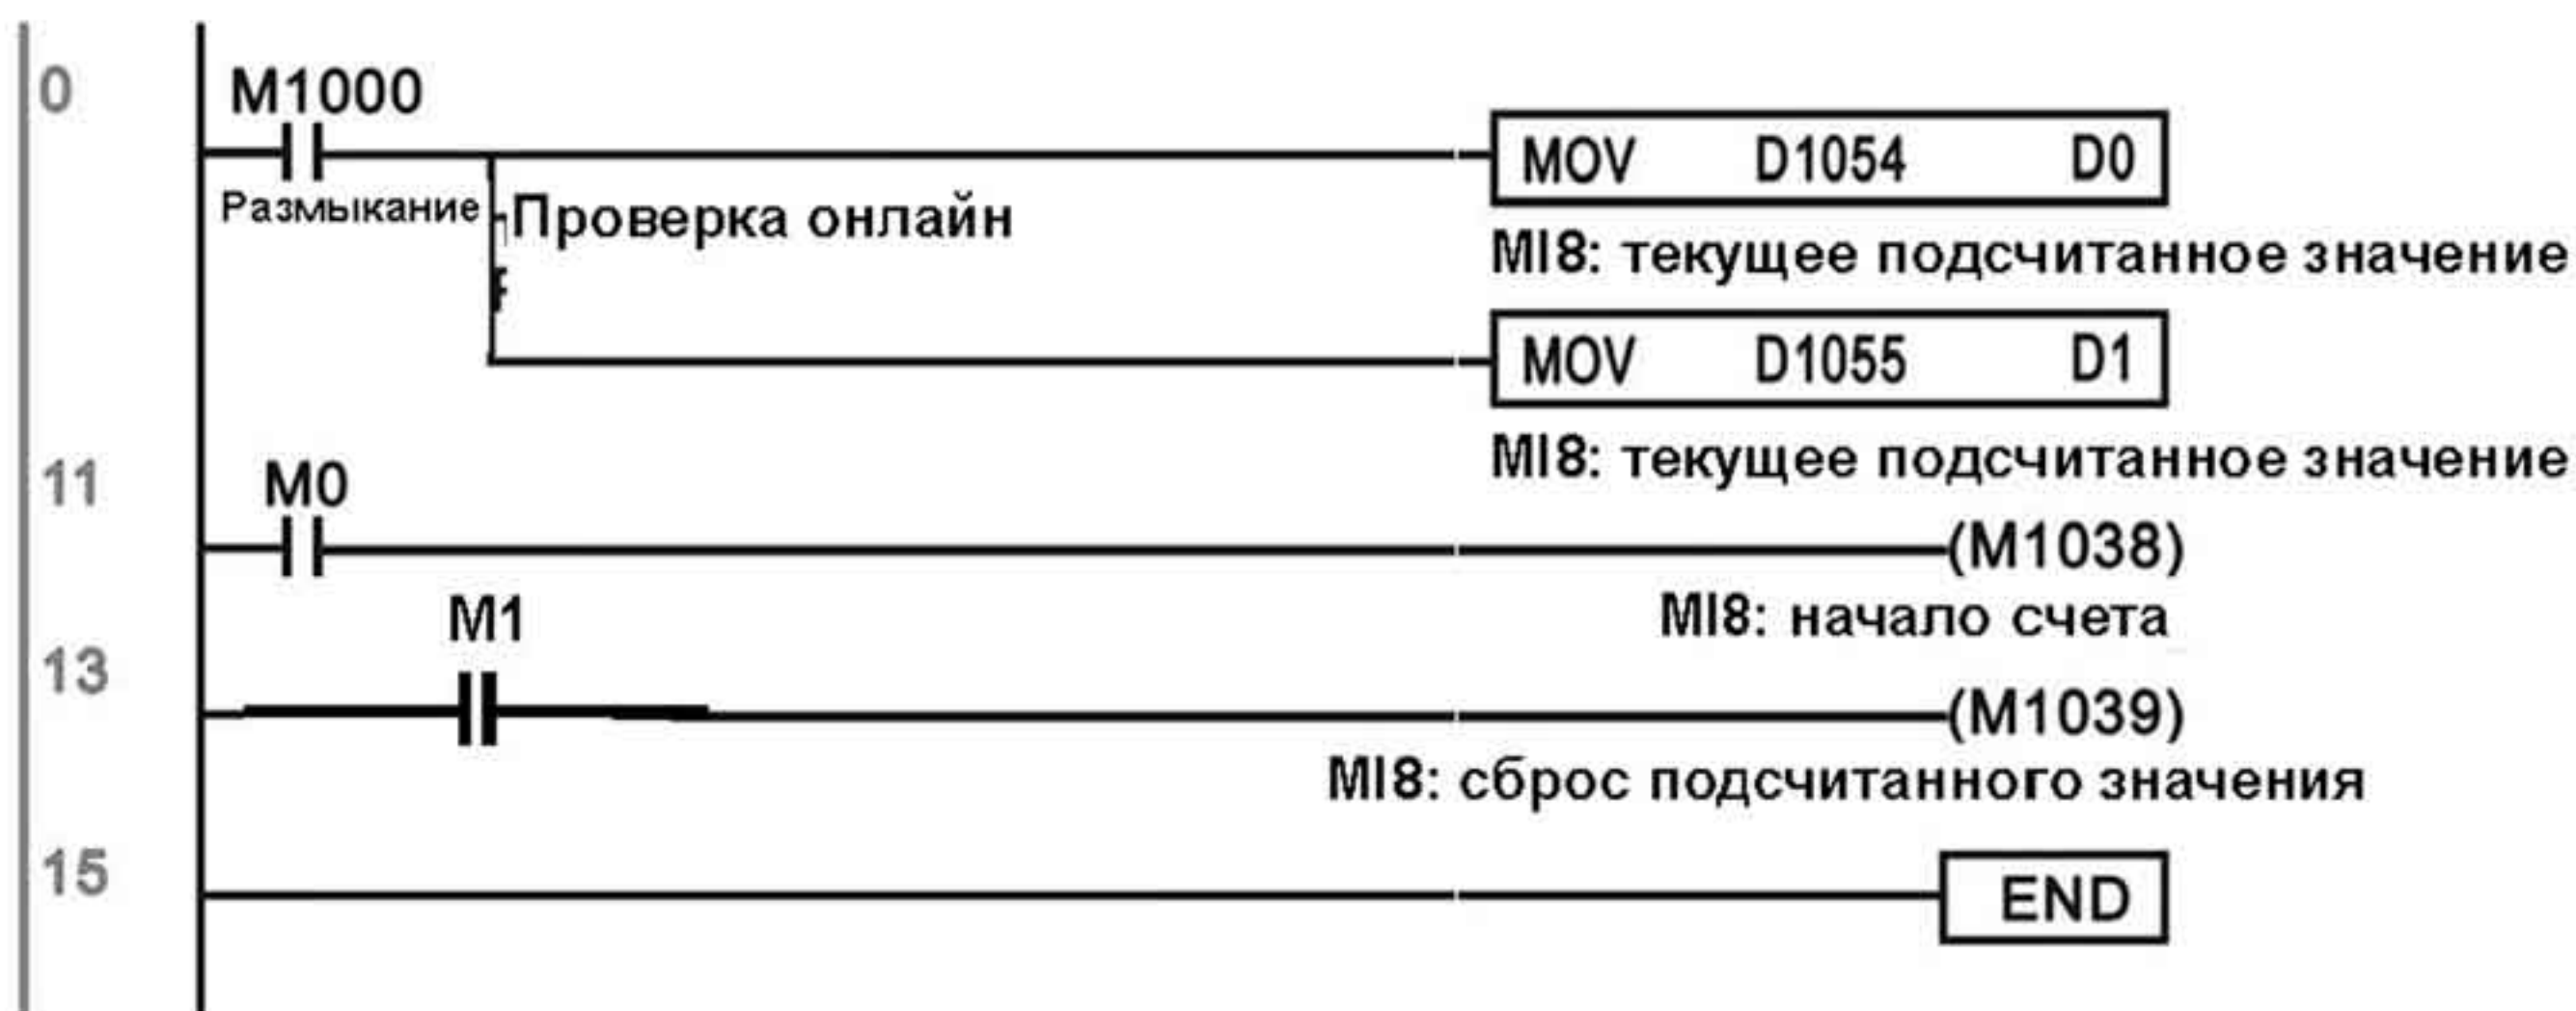 0
M1000
MOV D1054 D0
Размыкание
Проверка онлайн
MI8: текущее подсчитанное значение
MOV D1055 D1
MI8: текущее подсчитанное значение
11
M0
(M1038)
MI8: начало счета
M1
13
(M1039)
MI8: сброс подсчитанного значения
15
END